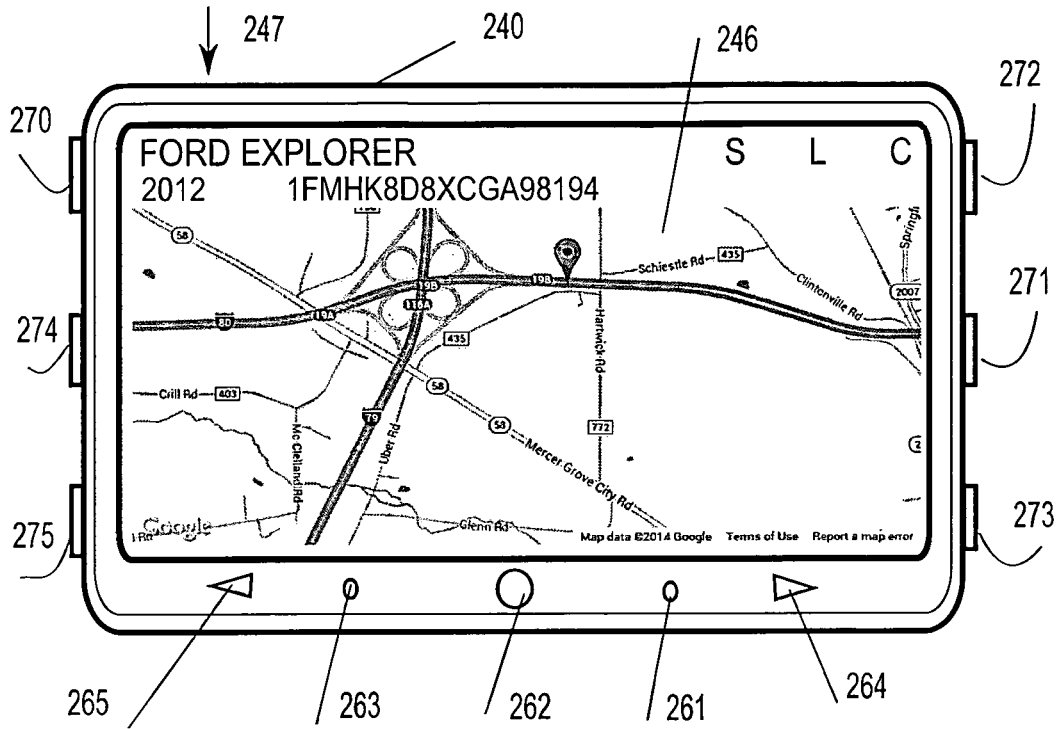 247
240
246
272
270
FORD EXPLORER
S L C
2012 1FMHK8D8XCGA98194
58
Schiestle Rd 435
Springf
Clintonville Rd
2007
271
19B
19B
116A
19A
80
274
435
Hartwick Rd
58
Crill Rd 403
79
58
772
Mc Clelland Rd
Uber Rd
Mercer Grove City Rd
Google
Glenn Rd
Rd
Map data ©2014 Google Terms of Use Report a map error
275
273
265
263
262
261
264